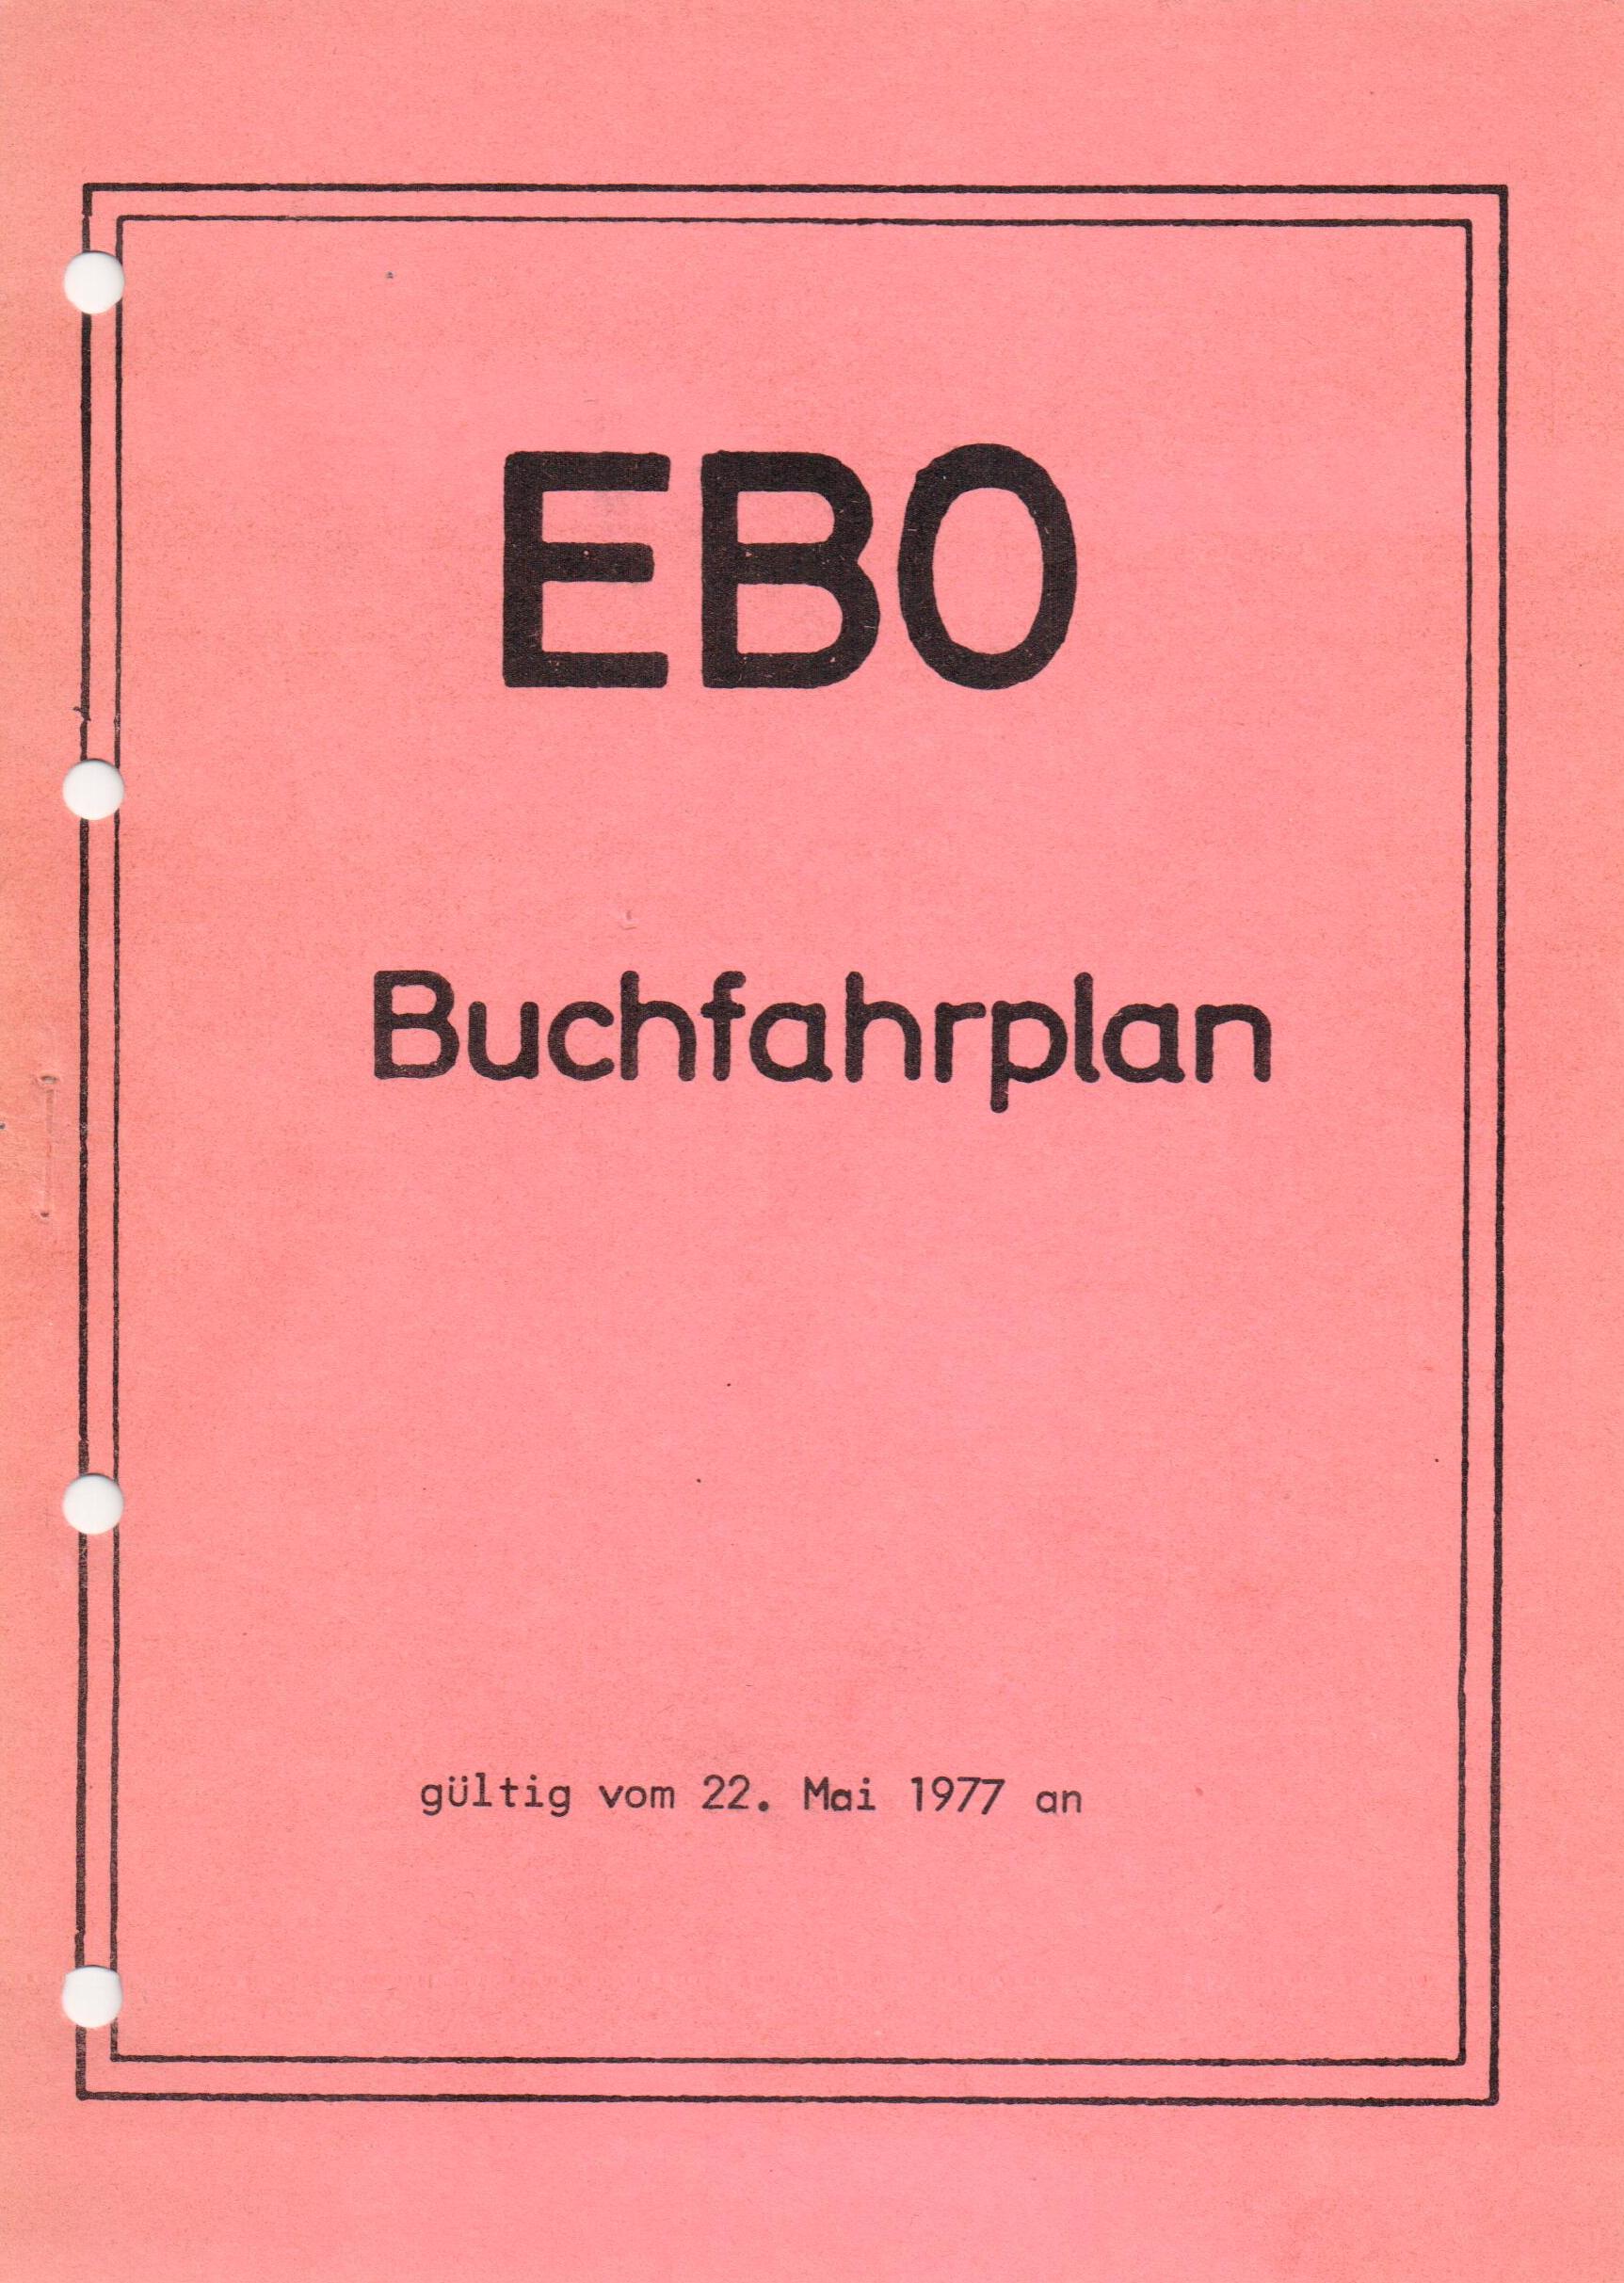 EBO
Buchfahrplan
gültig vom 22. Mai 1977 an